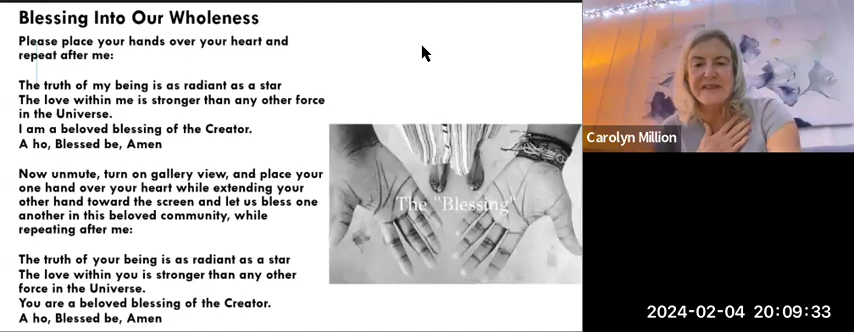 Blessing Into Our Wholeness
Please place your hands over your heart and
repeat after me:
The truth of my being is as radiant as a star
The love within me is stronger than any other force
in the Universe.
I am a beloved blessing of the Creator.
A ho, Blessed be, Amen
Now unmute, turn on gallery view, and place your
one hand over your heart while extending your
other hand toward the screen and let us bless one
another in this beloved community, while
repeating after me:
The truth of your being is as radiant as a star
The love within you is stronger than any other
force in the Universe.
You are a beloved blessing of the Creator.
A ho, Blessed be, Amen
The "Blessing"
Carolyn Million
2024-02-04 20:09:33